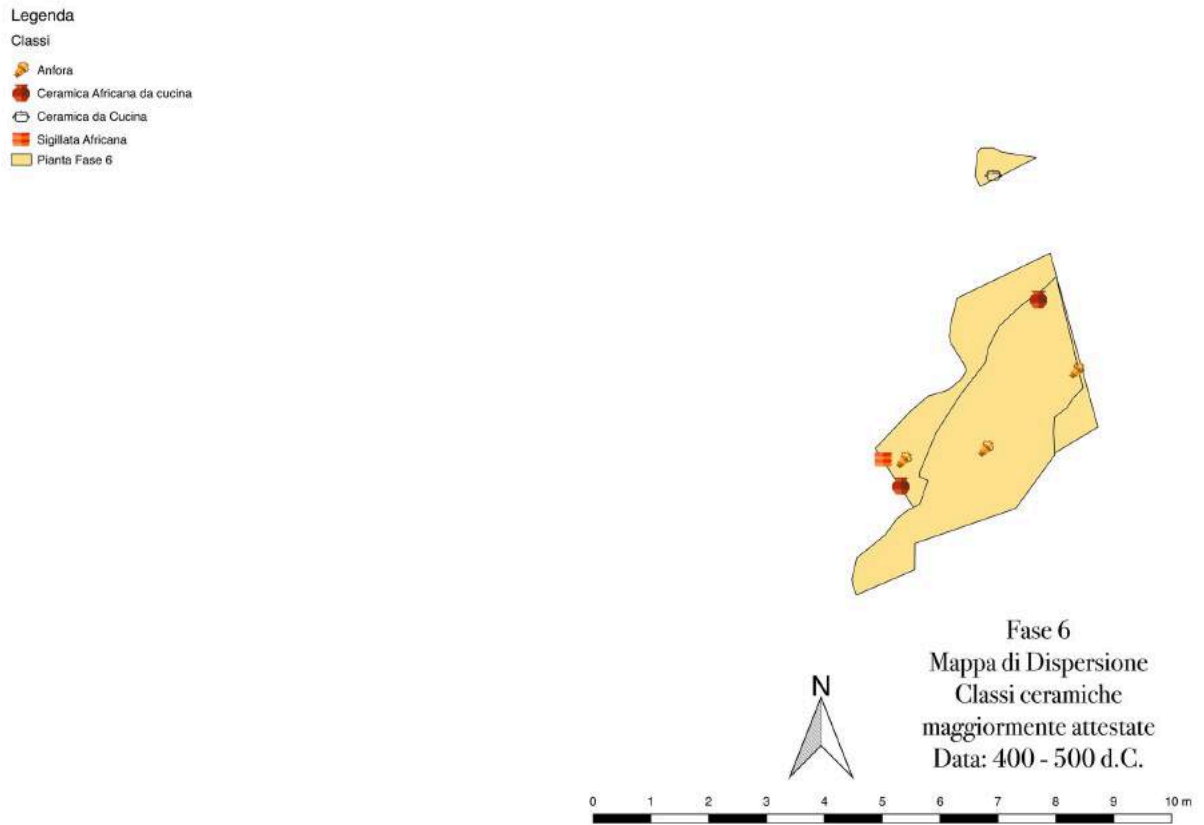 Legenda
Classi
Anfora
Ceramica Africana da cucina
Ceramica da Cucina
Sigillata Africana
Pianta Fase 6
Fase 6
Mappa di Dispersione
Classi ceramiche
maggiormente attestate
Data: 400 - 500 d.C.
N
0 1 2 3 4 5 6 7 8 9 10 m